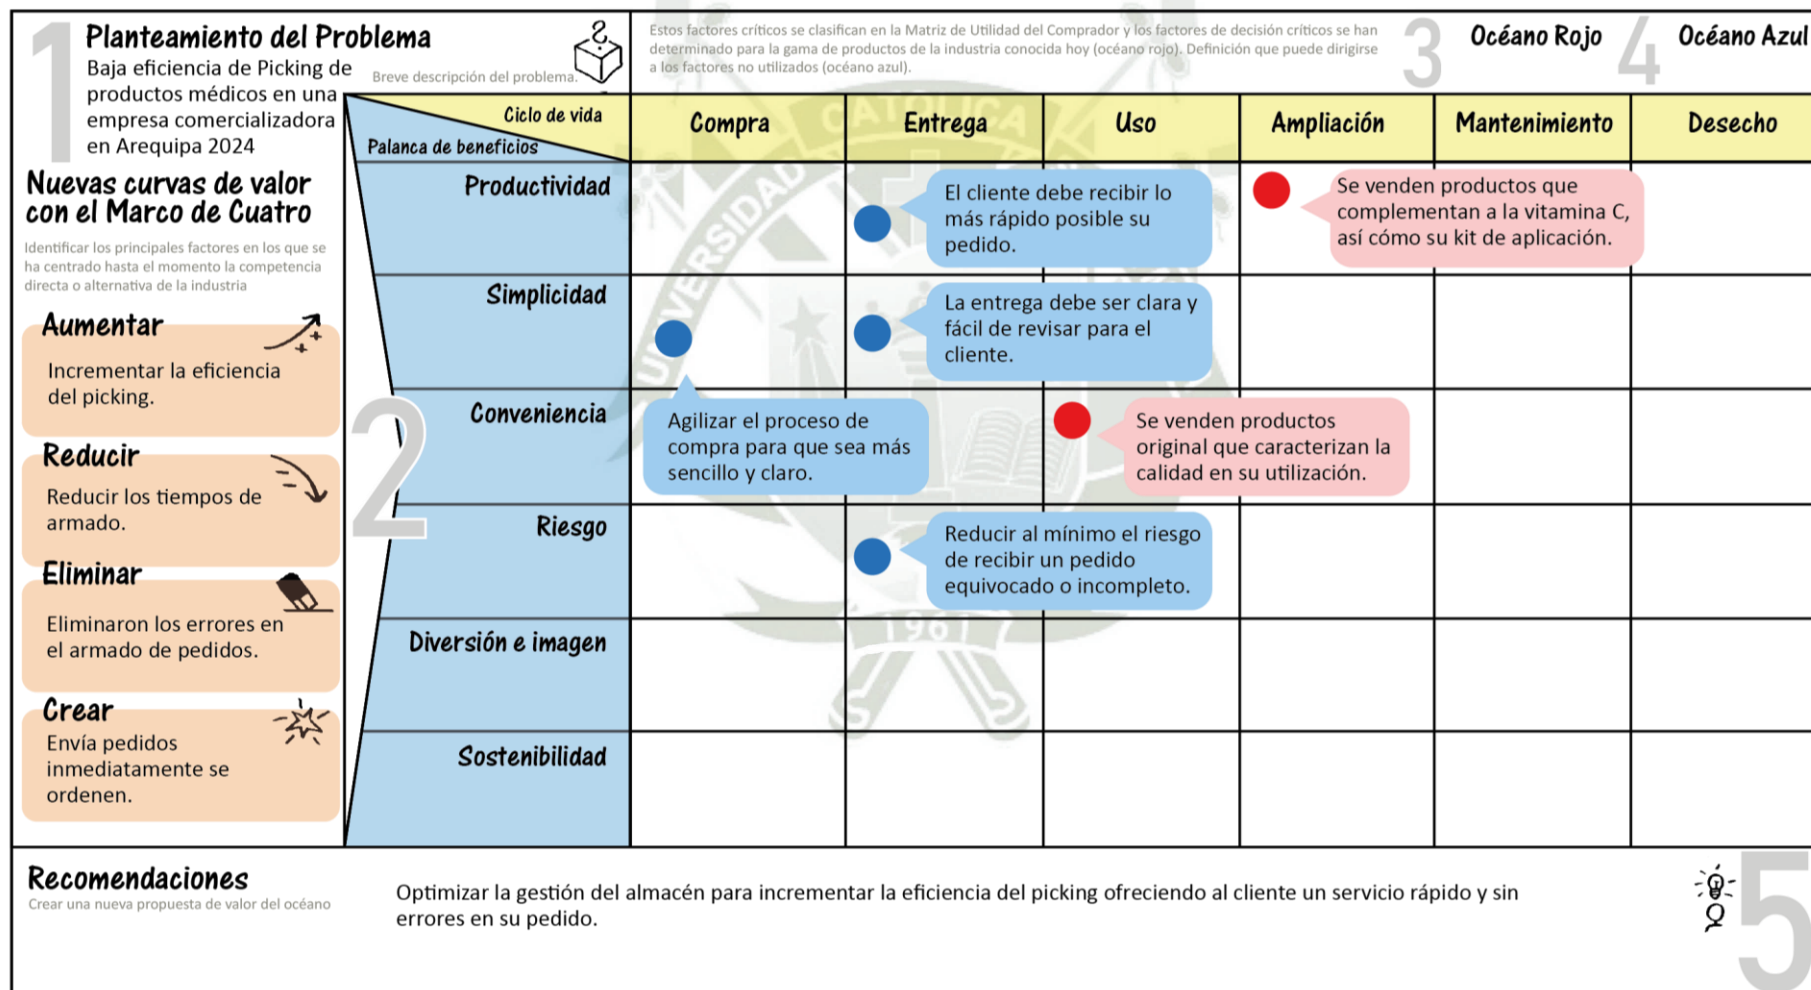 1
Planteamiento del Problema
Baja eficiencia de Picking de
productos médicos en una
empresa comercializadora
en Arequipa 2024
Breve descripción del problema.
Estos factores críticos se clasifican en la Matriz de Utilidad del Comprador y los factores de decisión críticos se han
determinado para la gama de productos de la industria conocida hoy (océano rojo). Definición que puede dirigirse
a los factores no utilizados (océano azul).
3
Océano Rojo
4
Océano Azul
Nuevas curvas de valor
con el Marco de Cuatro
Identificar los principales factores en los que se
ha centrado hasta el momento la competencia
directa o alternativa de la industria
Aumentar
Incrementar la eficiencia
del picking.
Reducir
Reducir los tiempos de
armado.
Eliminar
Eliminaron los errores en
el armado de pedidos.
Crear
Envía pedidos
inmediatamente se
ordenen.
2
Ciclo de vida
Palanca de beneficios
Compra
Entrega
Uso
Ampliación
Mantenimiento
Desecho
Productividad
El cliente debe recibir lo
más rápido posible su
pedido.
Se venden productos que
complementan a la vitamina C,
así cómo su kit de aplicación.
Simplicidad
La entrega debe ser clara y
fácil de revisar para el
cliente.
Conveniencia
Agilizar el proceso de
compra para que sea más
sencillo y claro.
Se venden productos
original que caracterizan la
calidad en su utilización.
Riesgo
Reducir al mínimo el riesgo
de recibir un pedido
equivocado o incompleto.
Diversión e imagen
Sostenibilidad
UNIVERSIDAD CATÓLICA
1961
Recomendaciones
Crear una nueva propuesta de valor del océano
Optimizar la gestión del almacén para incrementar la eficiencia del picking ofreciendo al cliente un servicio rápido y sin
errores en su pedido.
5